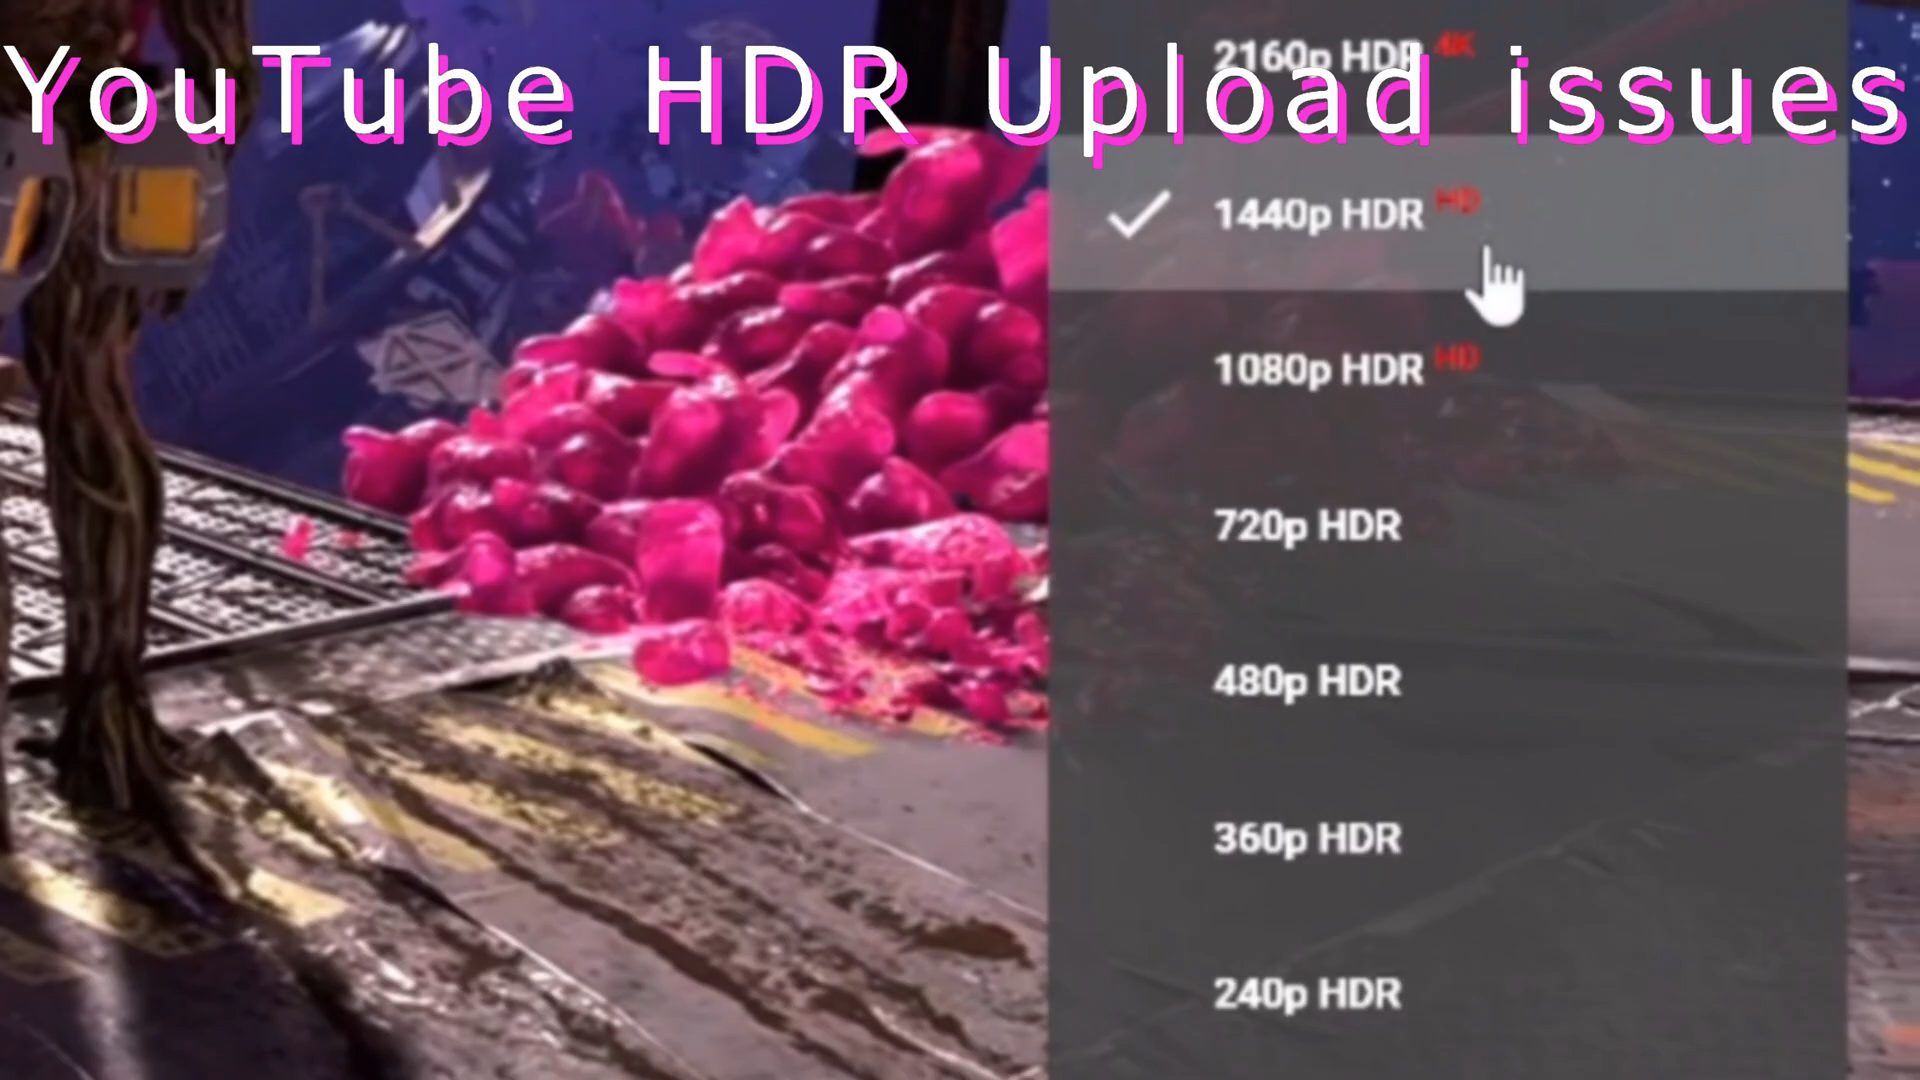 YouTube HDR Upload issues
2160p HDR 4K
1440p HDR HD
1080p HDR HD
720p HDR
480p HDR
360p HDR
240p HDR